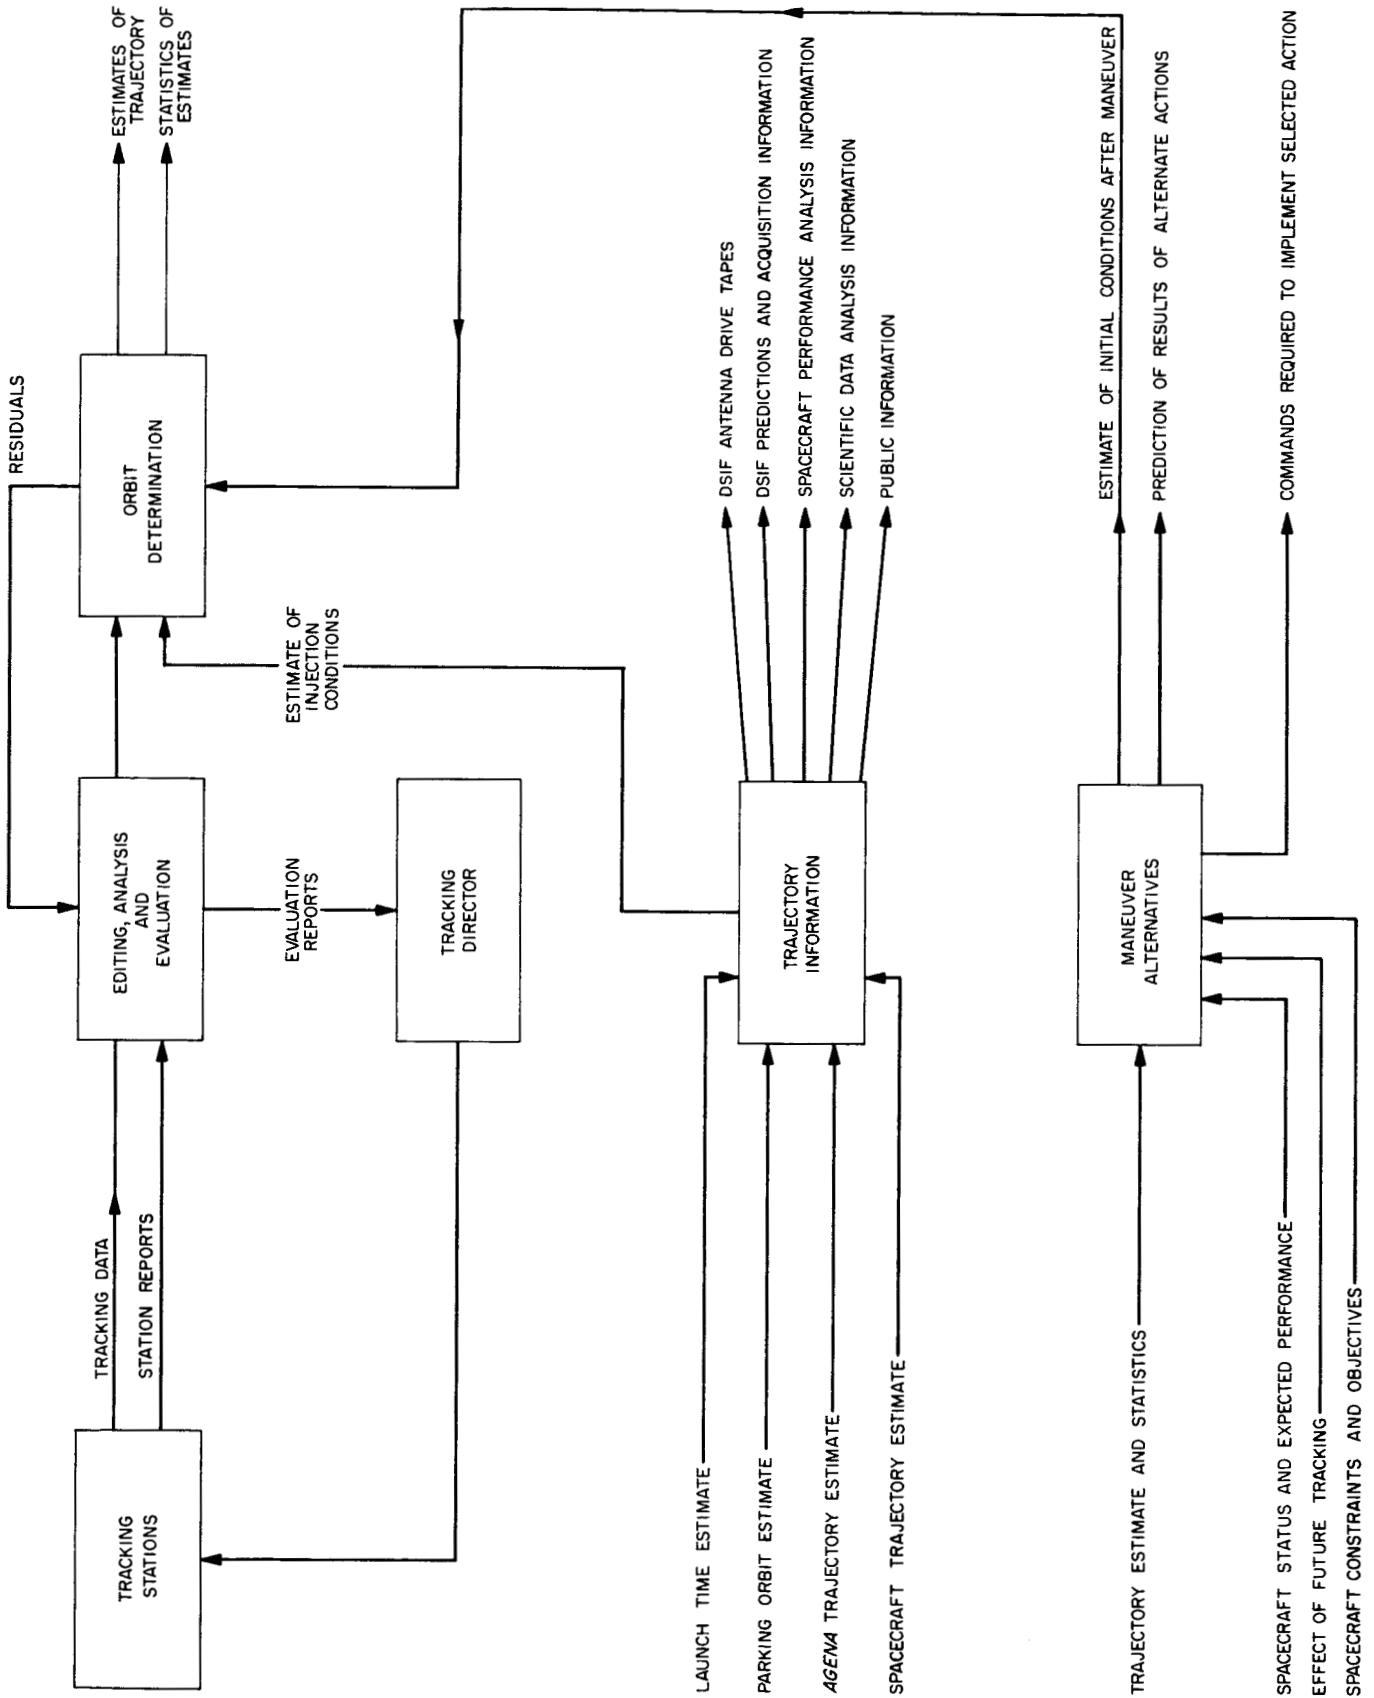 TRACKING
STATIONS
TRACKING DATA
STATION REPORTS
EDITING, ANALYSIS
AND
EVALUATION
RESIDUALS
ORBIT
DETERMINATION
ESTIMATES OF
TRAJECTORY
STATISTICS OF
ESTIMATES
EVALUATION
REPORTS
ESTIMATE OF
INJECTION
CONDITIONS
TRACKING
DIRECTOR
LAUNCH TIME ESTIMATE
PARKING ORBIT ESTIMATE
AGENA TRAJECTORY ESTIMATE
SPACECRAFT TRAJECTORY ESTIMATE
TRAJECTORY
INFORMATION
DSIF ANTENNA DRIVE TAPES
DSIF PREDICTIONS AND ACQUISITION INFORMATION
SPACECRAFT PERFORMANCE ANALYSIS INFORMATION
SCIENTIFIC DATA ANALYSIS INFORMATION
PUBLIC INFORMATION
TRAJECTORY ESTIMATE AND STATISTICS
SPACECRAFT STATUS AND EXPECTED PERFORMANCE
EFFECT OF FUTURE TRACKING
SPACECRAFT CONSTRAINTS AND OBJECTIVES
MANEUVER
ALTERNATIVES
ESTIMATE OF INITIAL CONDITIONS AFTER MANEUVER
PREDICTION OF RESULTS OF ALTERNATE ACTIONS
COMMANDS REQUIRED TO IMPLEMENT SELECTED ACTION